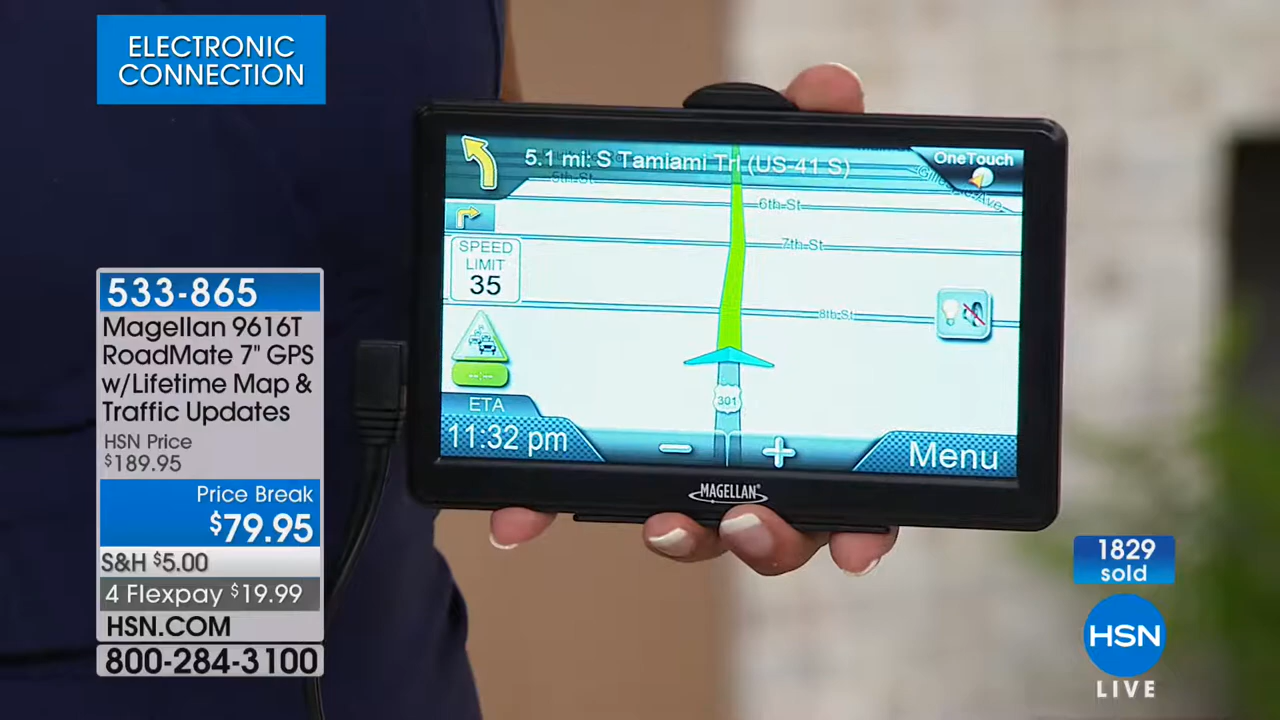 ELECTRONIC
CONNECTION
533-865
Magellan 9616T
RoadMate 7" GPS
w/Lifetime Map &
Traffic Updates
HSN Price
$189.95
Price Break
$79.95
S&H $5.00
4 Flexpay $19.99
HSN.COM
800-284-3100
5.1 mi: S Tamiami Trl (US-41 S)
OneTouch
5th St
6th St
7th St
8th St
SPEED
LIMIT
35
301
ETA
11:32 pm
Menu
MAGELLAN®
1829
sold
HSN
LIVE